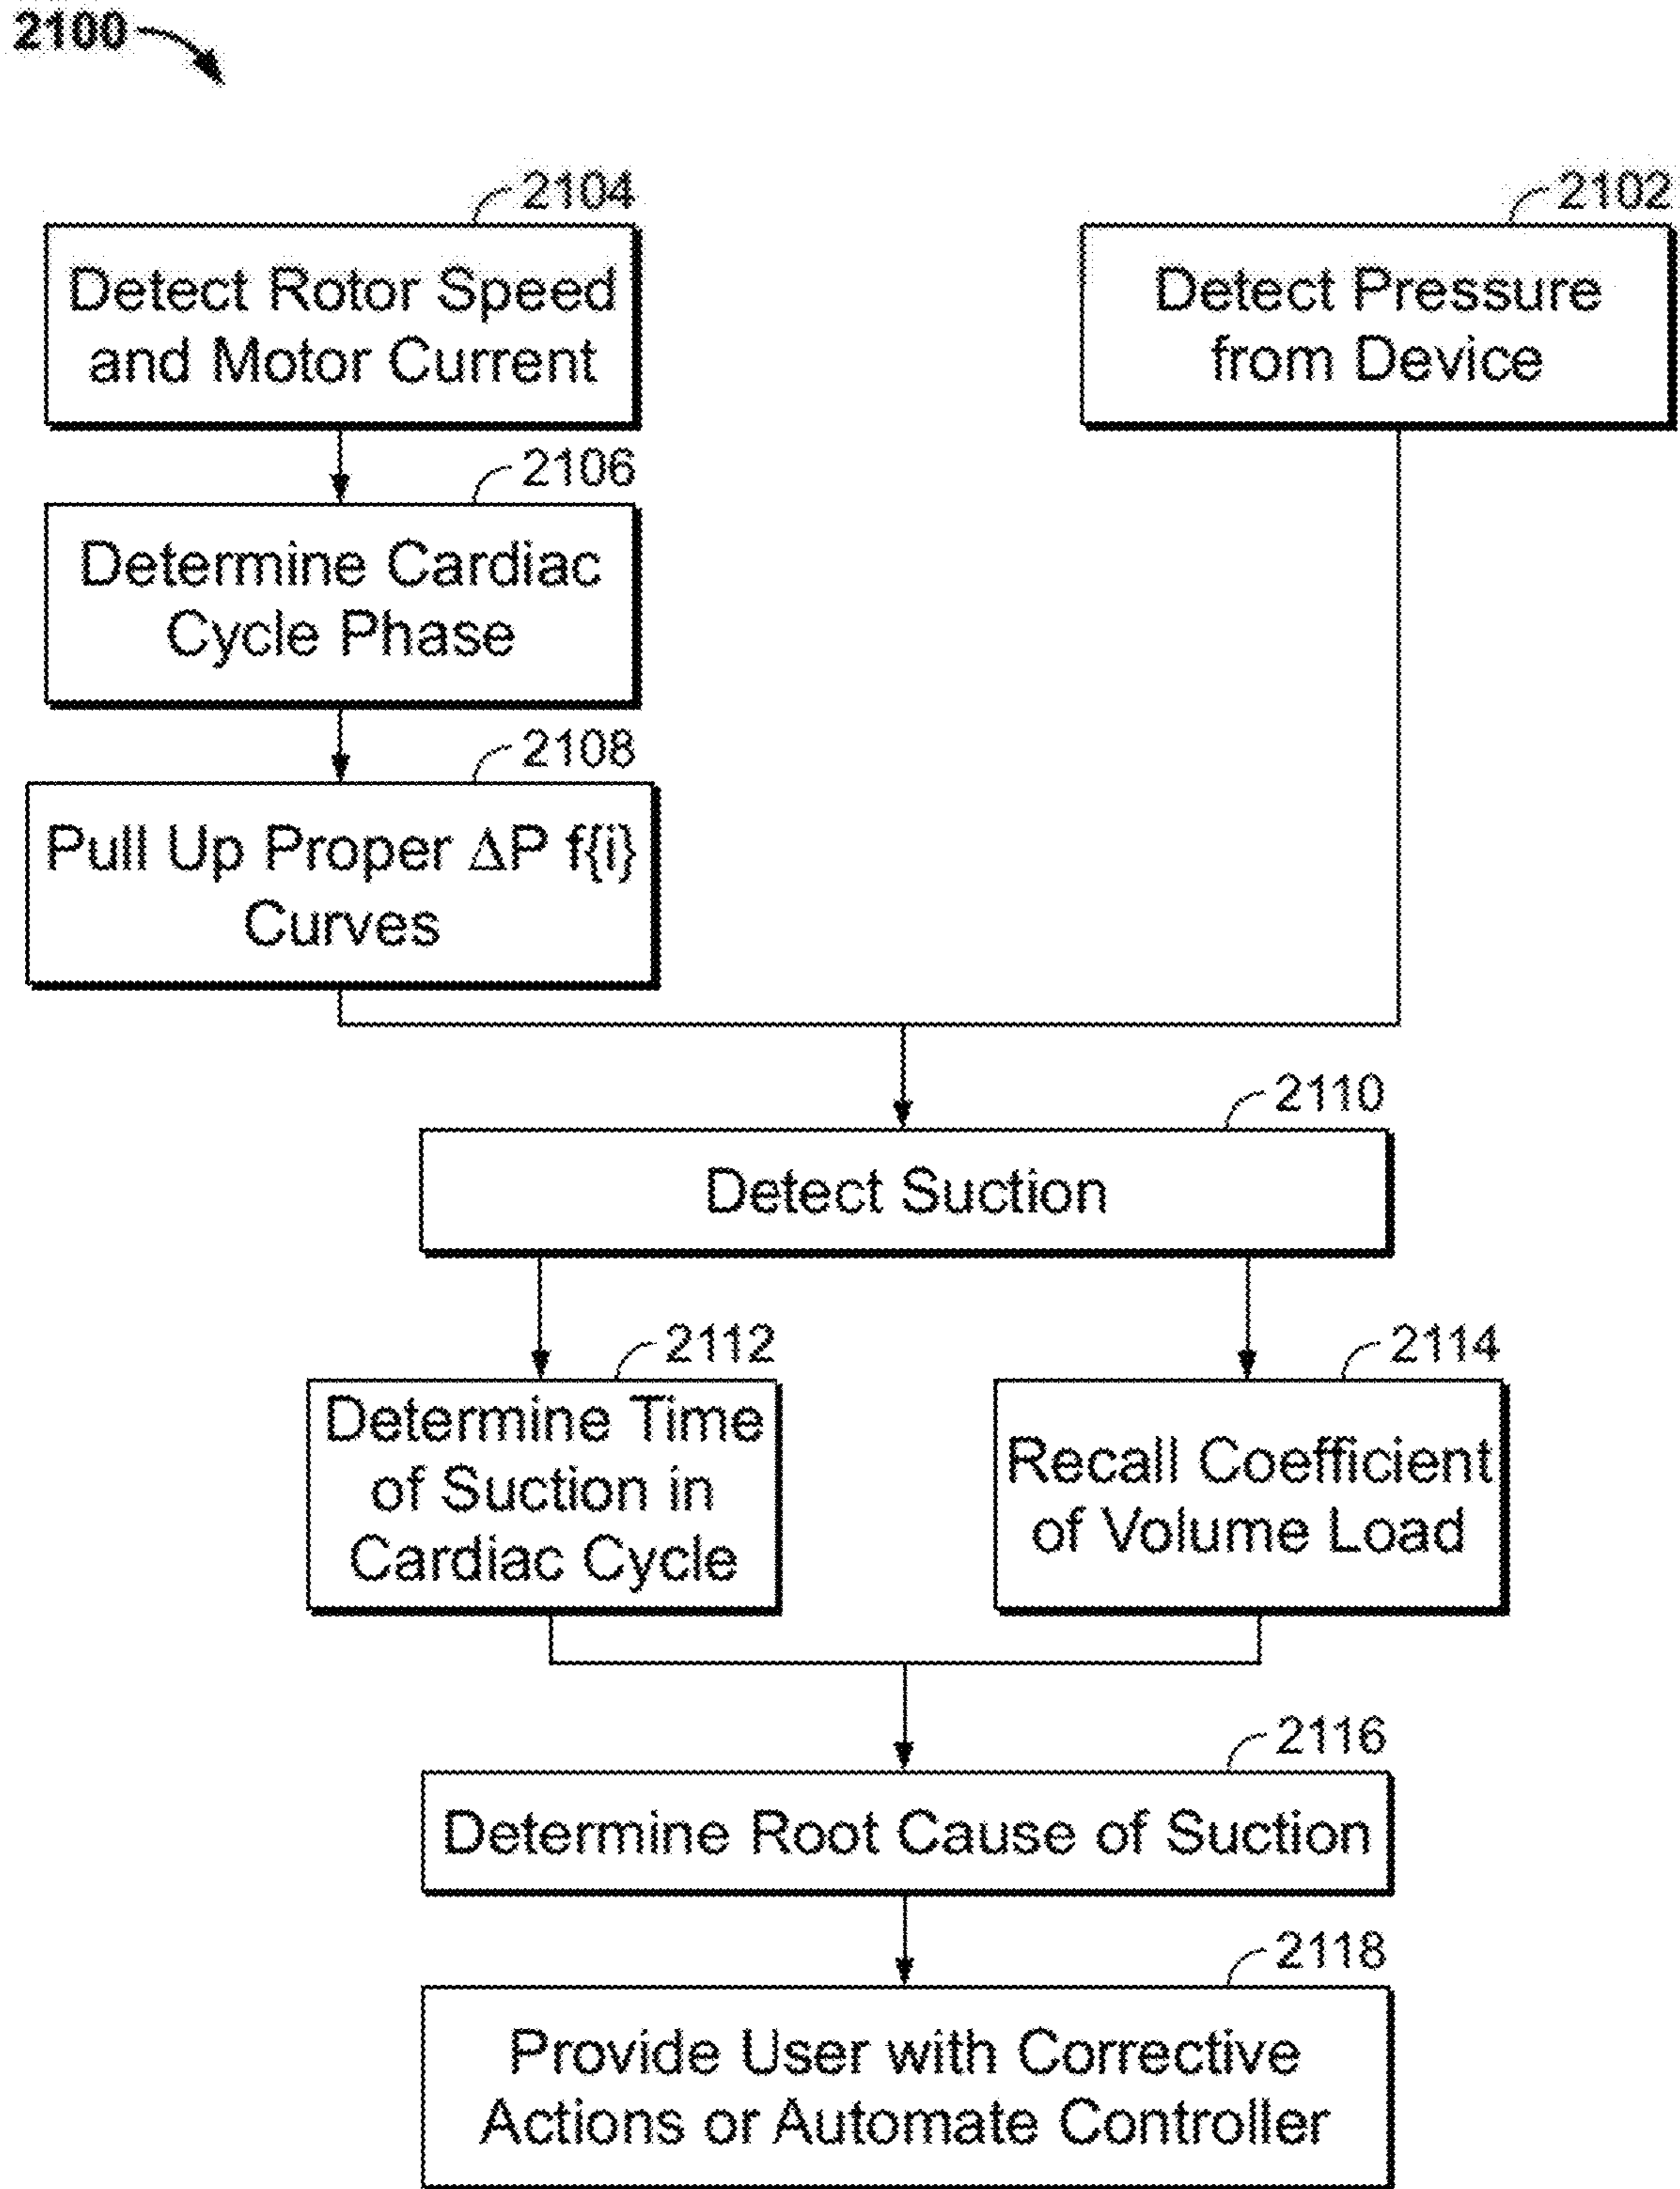 2100
2104
Detect Rotor Speed
and Motor Current
2102
Detect Pressure
from Device
2106
Determine Cardiac
Cycle Phase
2108
Pull Up Proper ΔP f{i}
Curves
2110
Detect Suction
2112
Determine Time
of Suction in
Cardiac Cycle
2114
Recall Coefficient
of Volume Load
2116
Determine Root Cause of Suction
2118
Provide User with Corrective
Actions or Automate Controller